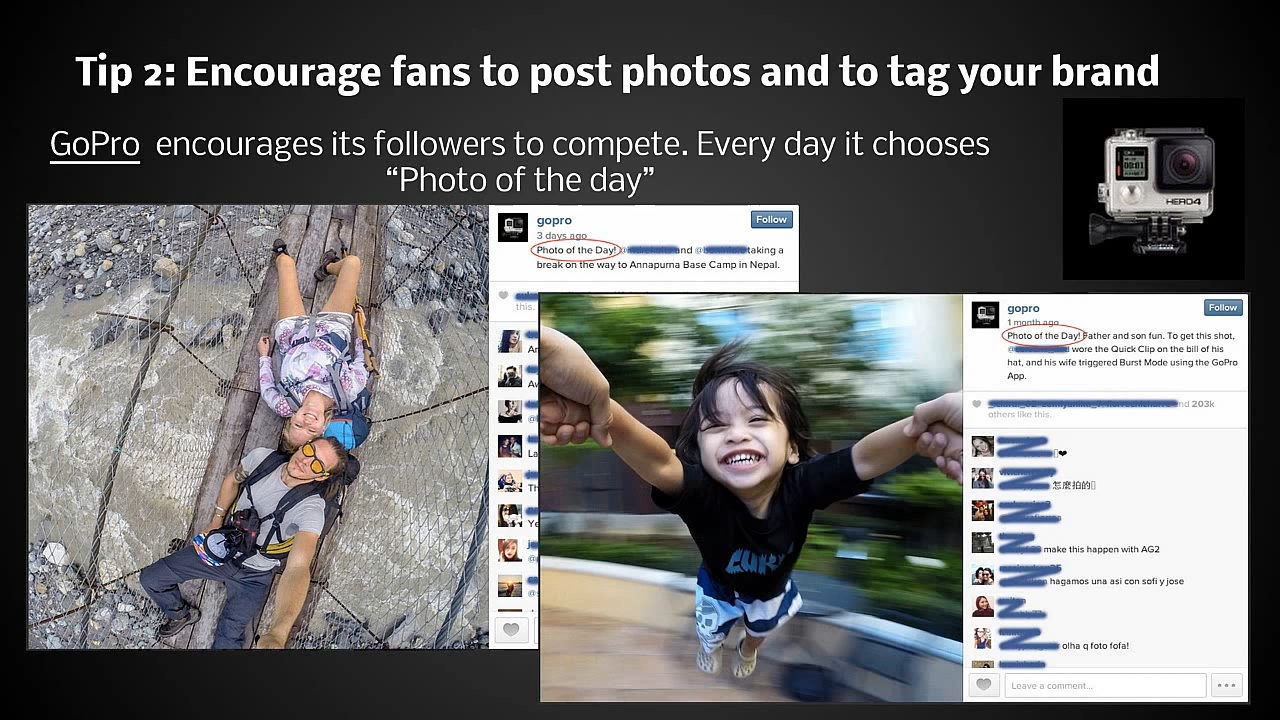 Tip 2: Encourage fans to post photos and to tag your brand
GoPro encourages its followers to compete. Every day it chooses
“Photo of the day”
HERO4
gopro
Follow
3 days ago
Photo of the Day! and taking a
break on the way to Annapurna Base Camp in Nepal.
this.
gopro
Follow
1 month ago
Photo of the Day! Father and son fun. To get this shot,
wore the Quick Clip on the bill of his
hat, and his wife triggered Burst Mode using the GoPro
App.
203k
others like this.
怎麼拍的
make this happen with AG2
hagamos una asi con sofi y jose
olha q foto fofa!
Leave a comment...